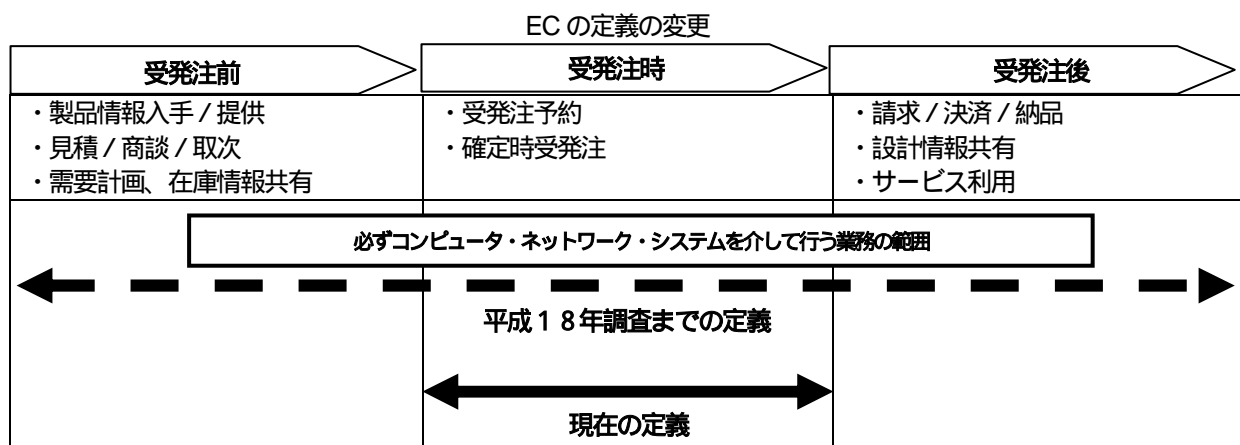 EC の定義の変更
受発注前
受発注時
受発注後
・製品情報入手 / 提供
・見積 / 商談 / 取次
・需要計画、在庫情報共有
・受発注予約
・確定時受発注
・請求 / 決済 / 納品
・設計情報共有
・サービス利用
必ずコンピュータ・ネットワーク・システムを介して行う業務の範囲
平成１８年調査までの定義
現在の定義